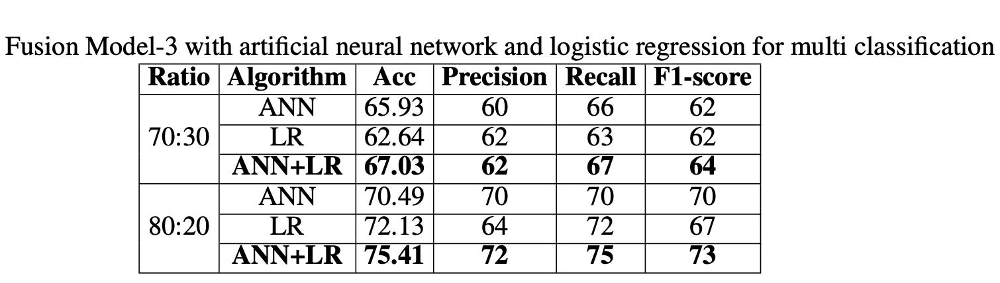 Fusion Model-3 with artificial neural network and logistic regression for multi classification
Ratio Algorithm Acc Precision Recall F1-score
ANN 65.93 60 66 62
70:30 LR 62.64 62 63 62
ANN+LR 67.03 62 67 64
ANN 70.49 70 70 70
80:20 LR 72.13 64 72 67
ANN+LR 75.41 72 75 73